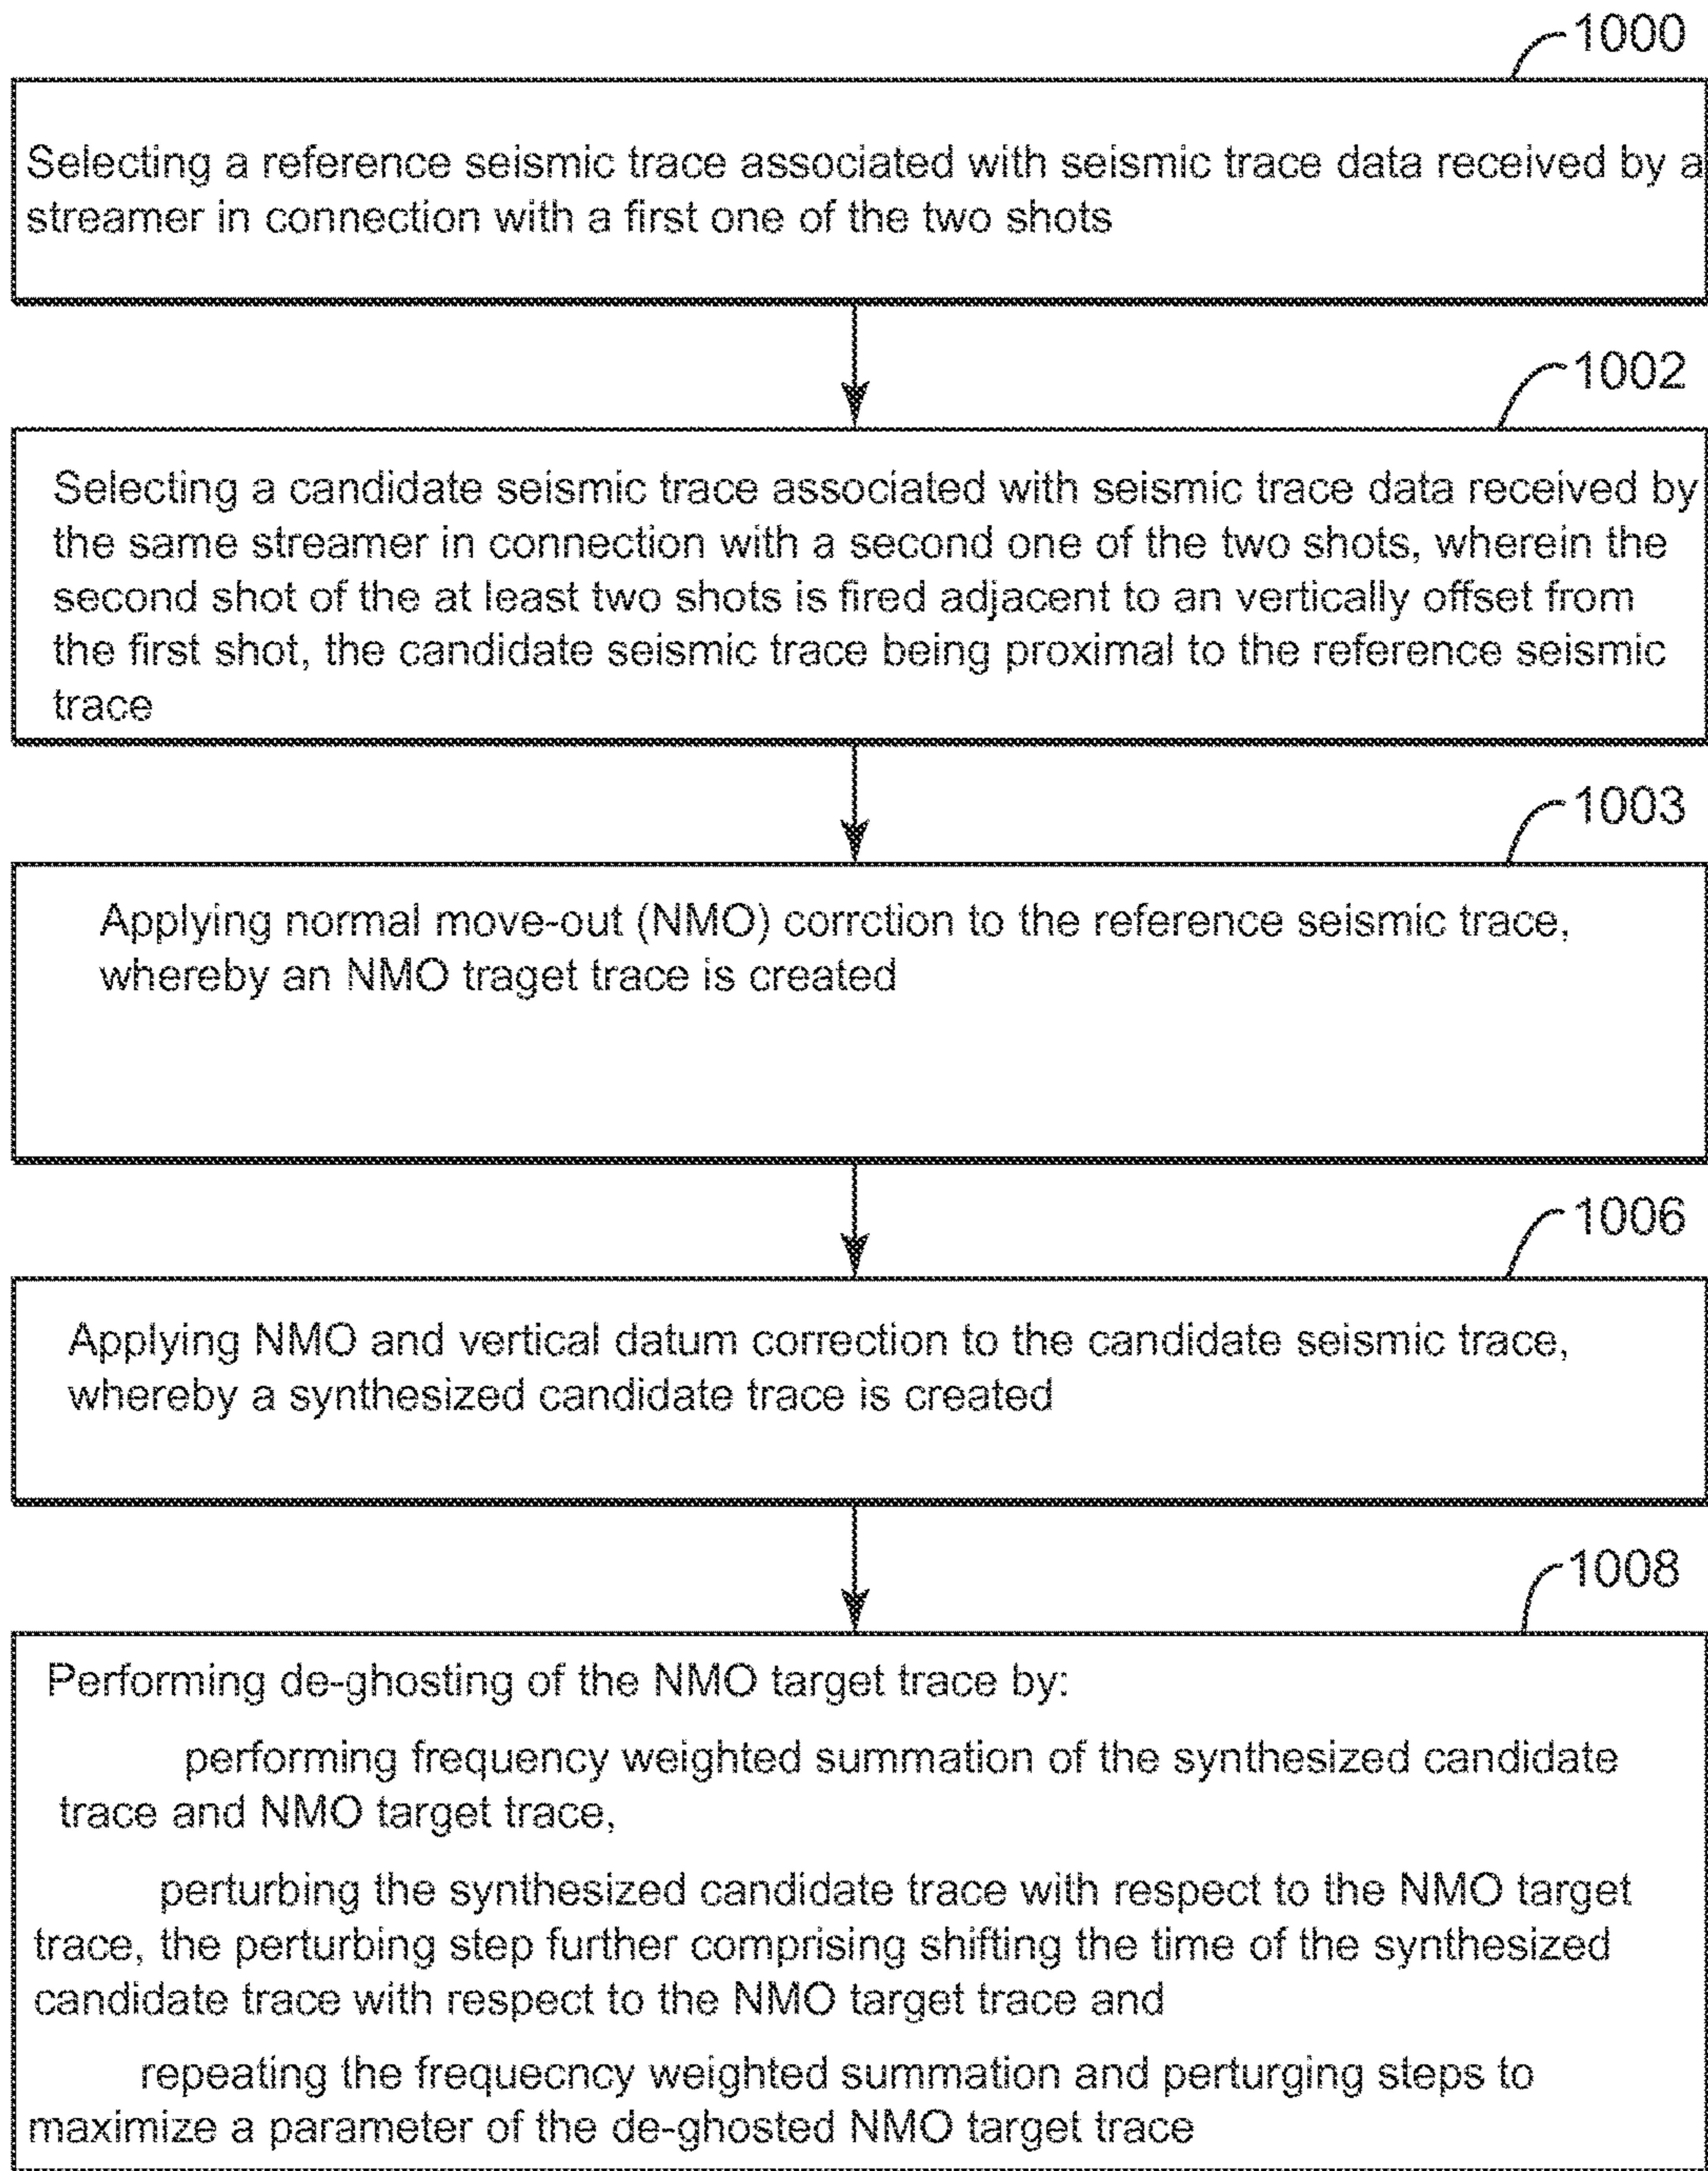 1000
Selecting a reference seismic trace associated with seismic trace data received by a
streamer in connection with a first one of the two shots
1002
Selecting a candidate seismic trace associated with seismic trace data received by
the same streamer in connection with a second one of the two shots, wherein the
second shot of the at least two shots is fired adjacent to an vertically offset from
the first shot, the candidate seismic trace being proximal to the reference seismic
trace
1003
Applying normal move-out (NMO) corrction to the reference seismic trace,
whereby an NMO traget trace is created
1006
Applying NMO and vertical datum correction to the candidate seismic trace,
whereby a synthesized candidate trace is created
1008
Performing de-ghosting of the NMO target trace by:
performing frequency weighted summation of the synthesized candidate
trace and NMO target trace,
perturbing the synthesized candidate trace with respect to the NMO target
trace, the perturbing step further comprising shifting the time of the synthesized
candidate trace with respect to the NMO target trace and
repeating the frequecncy weighted summation and perturging steps to
maximize a parameter of the de-ghosted NMO target trace